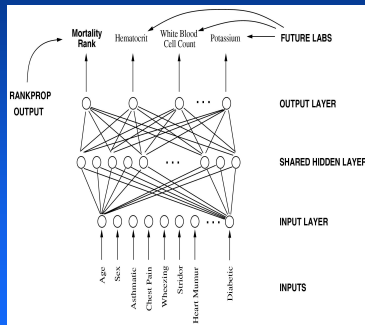 Mortality Rank
Hematocrit
White Blood Cell Count
Potassium
FUTURE LABS
RANKPROP OUTPUT
OUTPUT LAYER
SHARED HIDDEN LAYER
INPUT LAYER
INPUTS
Age
Sex
Asthmatic
Chest Pain
Wheezing
Stridor
Heart Mumur
Diabetic